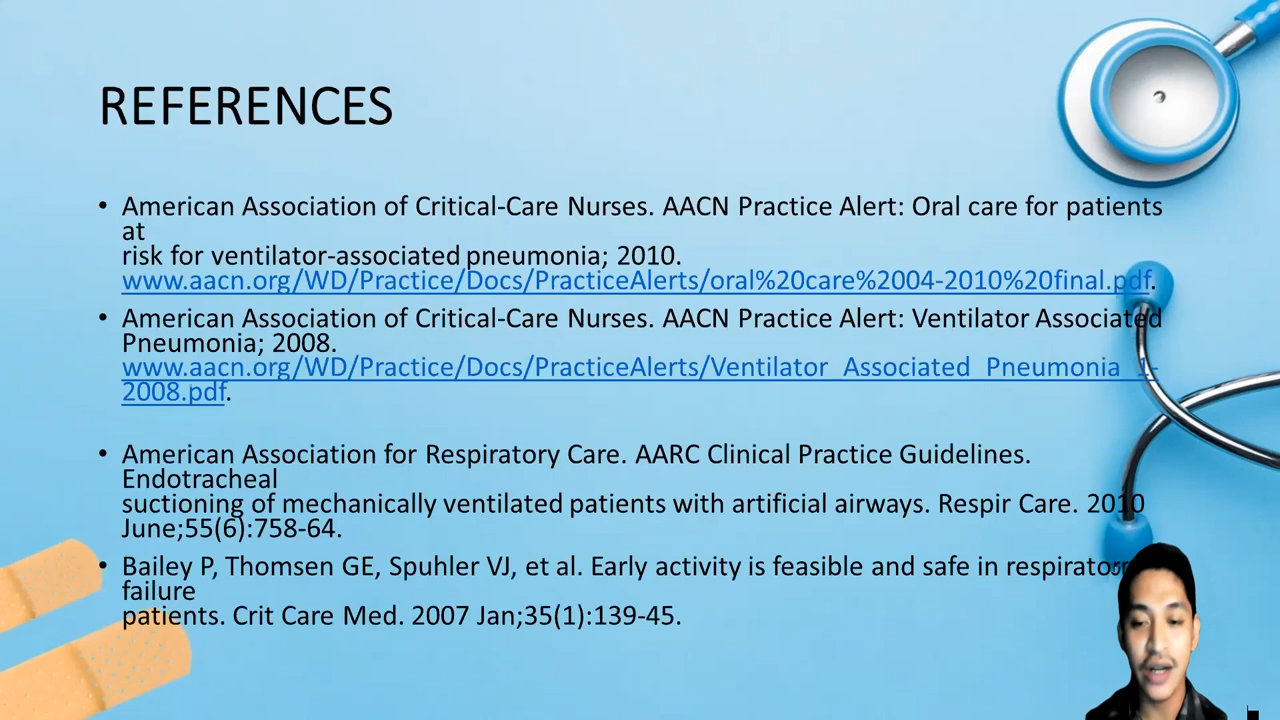 REFERENCES
• American Association of Critical-Care Nurses. AACN Practice Alert: Oral care for patients
at
risk for ventilator-associated pneumonia; 2010.
www.aacn.org/WD/Practice/Docs/PracticeAlerts/oral%20care%2004-2010%20final.pdf.
• American Association of Critical-Care Nurses. AACN Practice Alert: Ventilator Associated
Pneumonia; 2008.
www.aacn.org/WD/Practice/Docs/PracticeAlerts/Ventilator_Associated_Pneumonia_1-
2008.pdf.
• American Association for Respiratory Care. AARC Clinical Practice Guidelines.
Endotracheal
suctioning of mechanically ventilated patients with artificial airways. Respir Care. 2010
June;55(6):758-64.
• Bailey P, Thomsen GE, Spuhler VJ, et al. Early activity is feasible and safe in respiratory
failure
patients. Crit Care Med. 2007 Jan;35(1):139-45.